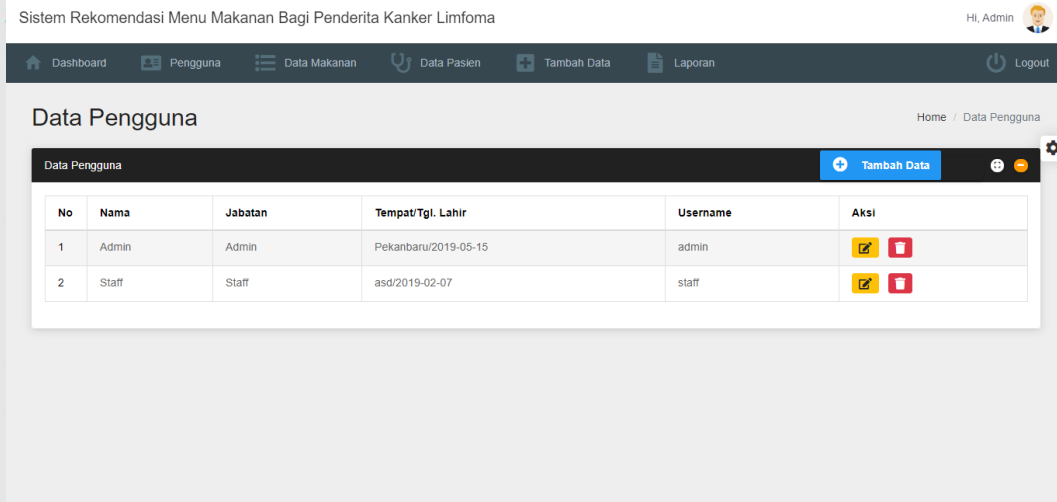 Sistem Rekomendasi Menu Makanan Bagi Penderita Kanker Limfoma Hi, Admin
Dashboard Pengguna Data Makanan Data Pasien Tambah Data Laporan Logout
Data Pengguna Home / Data Pengguna
Data Pengguna Tambah Data
No Nama Jabatan Tempat/Tgl. Lahir Username Aksi
1 Admin Admin Pekanbaru/2019-05-15 admin
2 Staff Staff asd/2019-02-07 staff